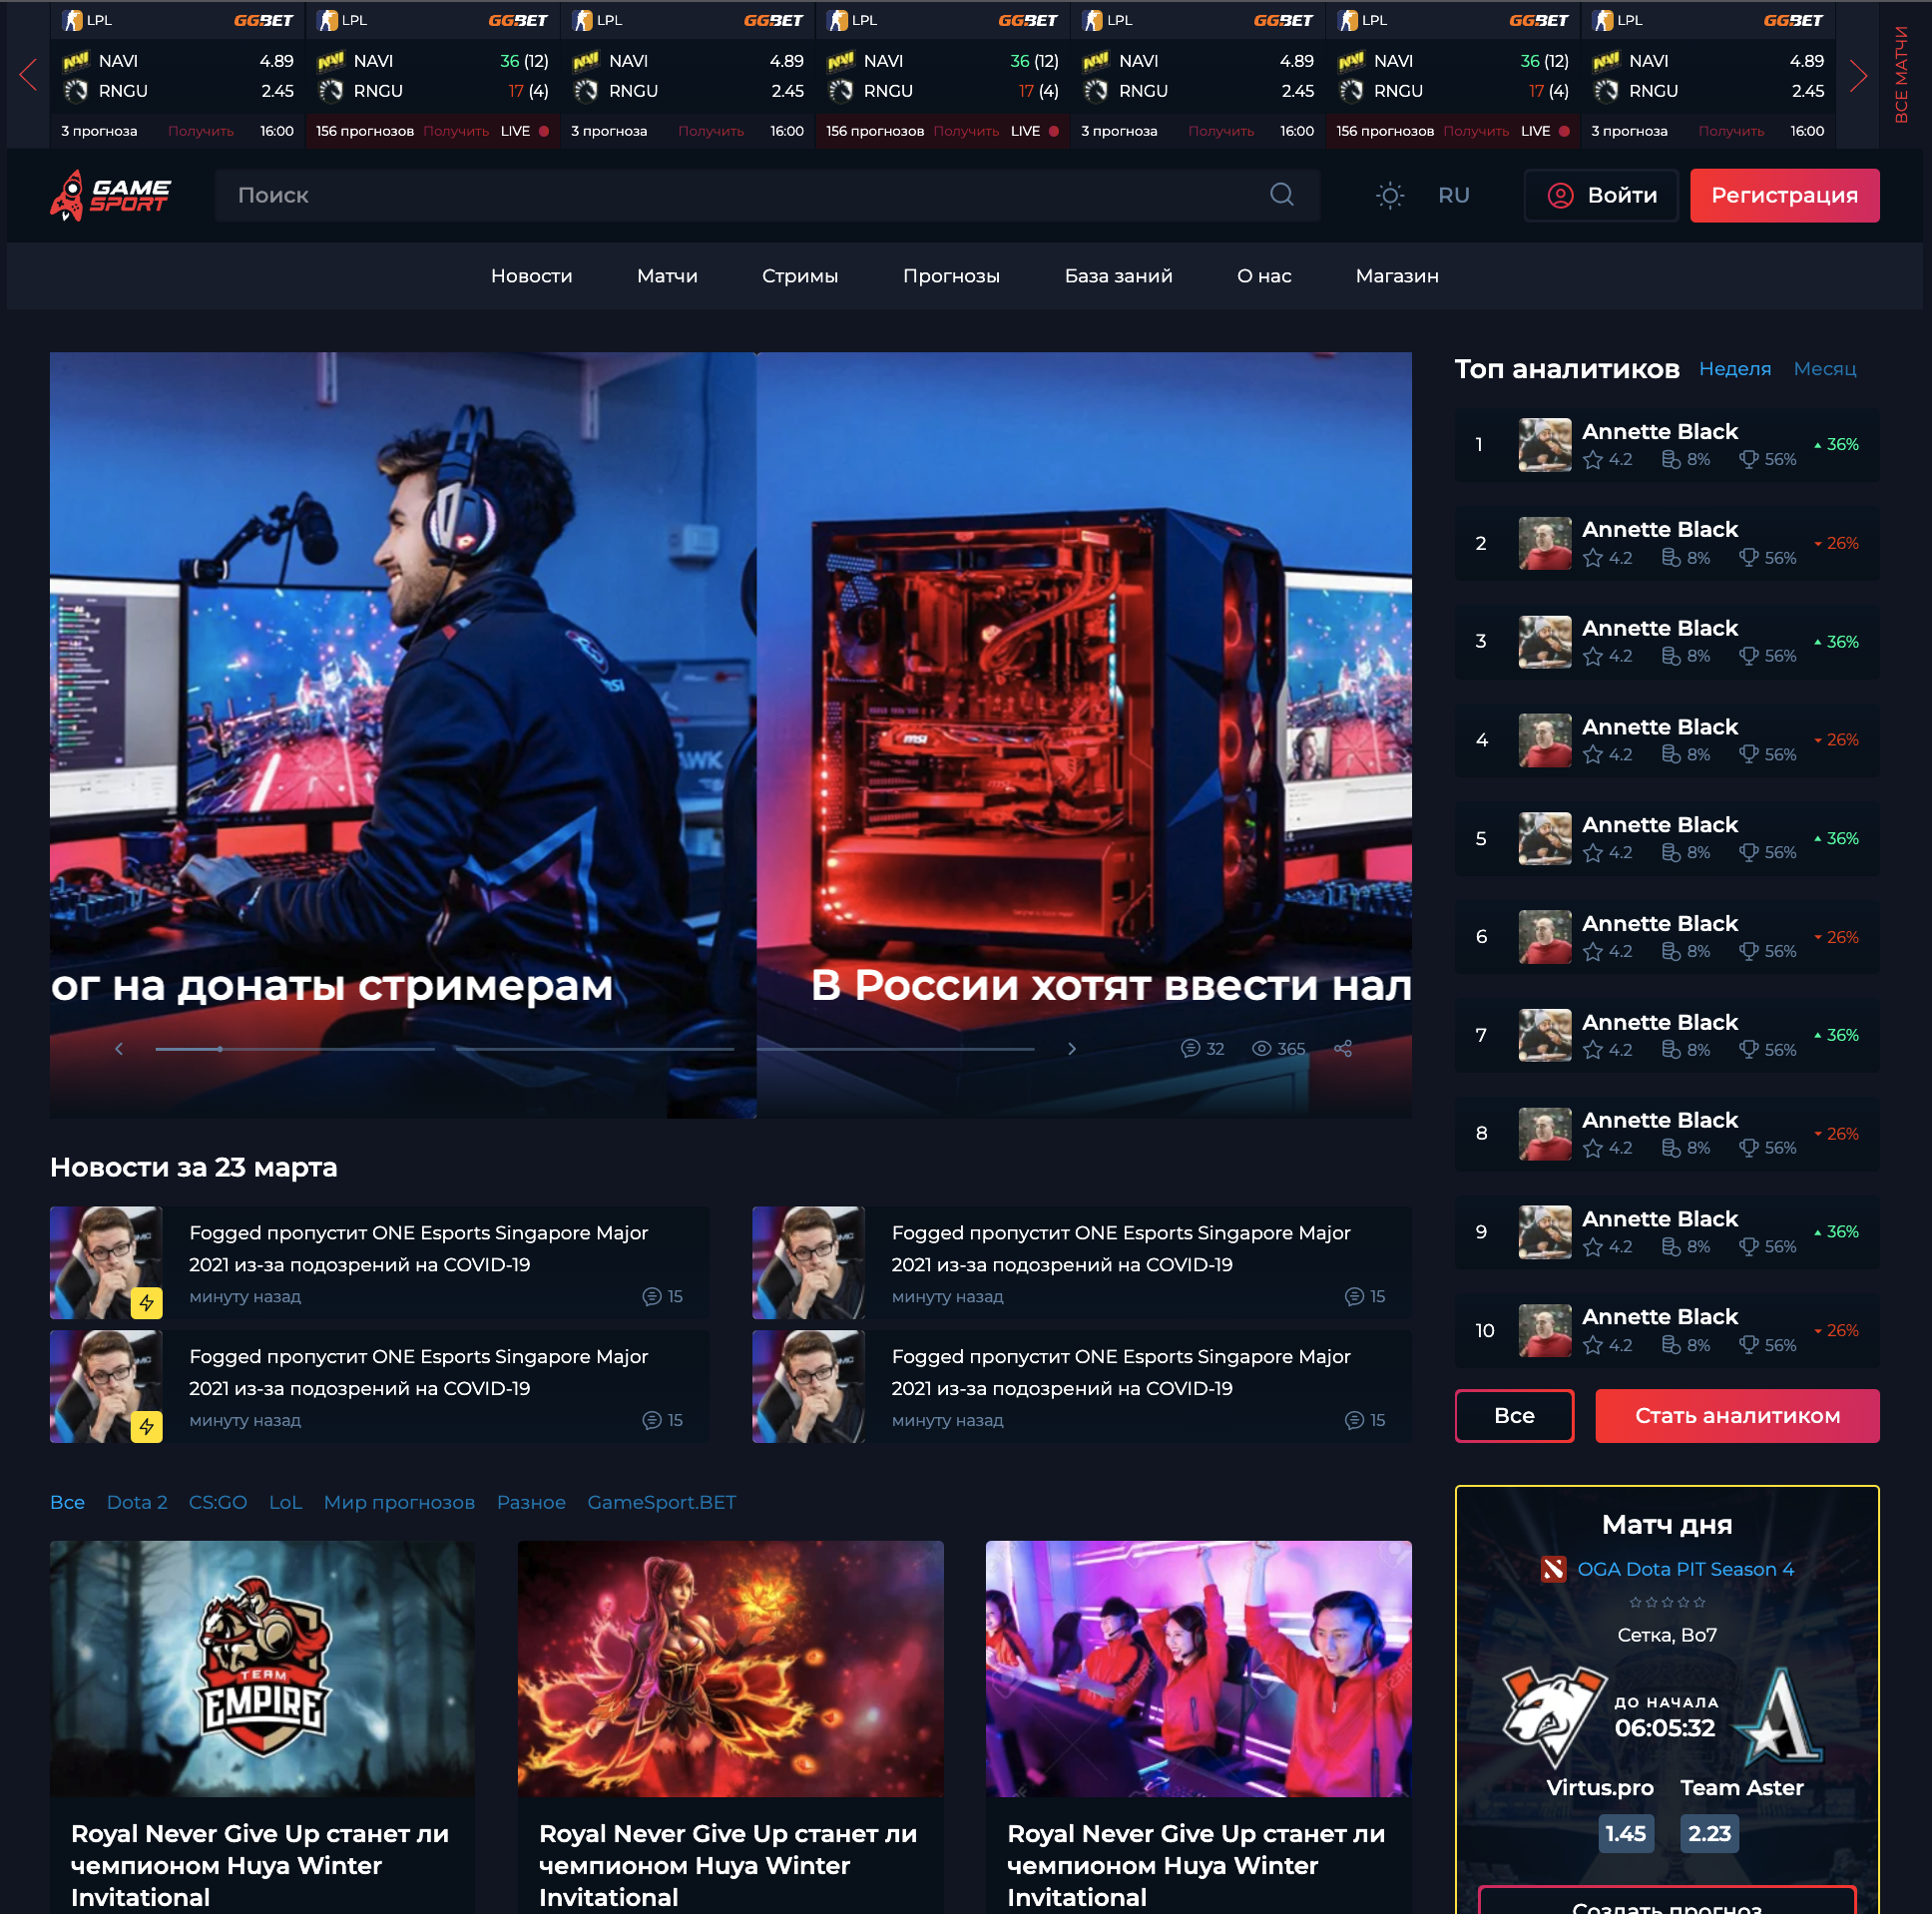 LPL GG.BET LPL GG.BET LPL GG.BET LPL GG.BET LPL GG.BET LPL GG.BET LPL GG.BET
NAVI 4.89 NAVI 36 (12) NAVI 4.89 NAVI 36 (12) NAVI 4.89 NAVI 36 (12) NAVI 4.89
RNGU 2.45 RNGU 17 (4) RNGU 2.45 RNGU 17 (4) RNGU 2.45 RNGU 17 (4) RNGU 2.45
3 прогноза Получить 16:00 156 прогнозов Получить LIVE 3 прогноза Получить 16:00 156 прогнозов Получить LIVE 3 прогноза Получить 16:00 156 прогнозов Получить LIVE 3 прогноза Получить 16:00
ВСЕ МАТЧИ
GAME
SPORT
Поиск
RU
Войти
Регистрация
Новости Матчи Стримы Прогнозы База заний О нас Магазин
msi
msi
ог на донаты стримерам
В России хотят ввести нал
32 365
Топ аналитиков Неделя Месяц
1 Annette Black 36%
4.2 8% 56%
2 Annette Black 26%
4.2 8% 56%
3 Annette Black 36%
4.2 8% 56%
4 Annette Black 26%
4.2 8% 56%
5 Annette Black 36%
4.2 8% 56%
6 Annette Black 26%
4.2 8% 56%
7 Annette Black 36%
4.2 8% 56%
8 Annette Black 26%
4.2 8% 56%
9 Annette Black 36%
4.2 8% 56%
10 Annette Black 26%
4.2 8% 56%
Все
Стать аналитиком
Новости за 23 марта
Fogged пропустит ONE Esports Singapore Major
2021 из-за подозрений на COVID-19
минуту назад 15
Fogged пропустит ONE Esports Singapore Major
2021 из-за подозрений на COVID-19
минуту назад 15
Fogged пропустит ONE Esports Singapore Major
2021 из-за подозрений на COVID-19
минуту назад 15
Fogged пропустит ONE Esports Singapore Major
2021 из-за подозрений на COVID-19
минуту назад 15
Все Dota 2 CS:GO LoL Мир прогнозов Разное GameSport.BET
TEAM
EMPIRE
Royal Never Give Up станет ли
чемпионом Huya Winter
Invitational
Royal Never Give Up станет ли
чемпионом Huya Winter
Invitational
Royal Never Give Up станет ли
чемпионом Huya Winter
Invitational
Матч дня
OGA Dota PIT Season 4
Сетка, Bo7
ДО НАЧАЛА
06:05:32
Virtus.pro Team Aster
1.45 2.23
Создать прогноз